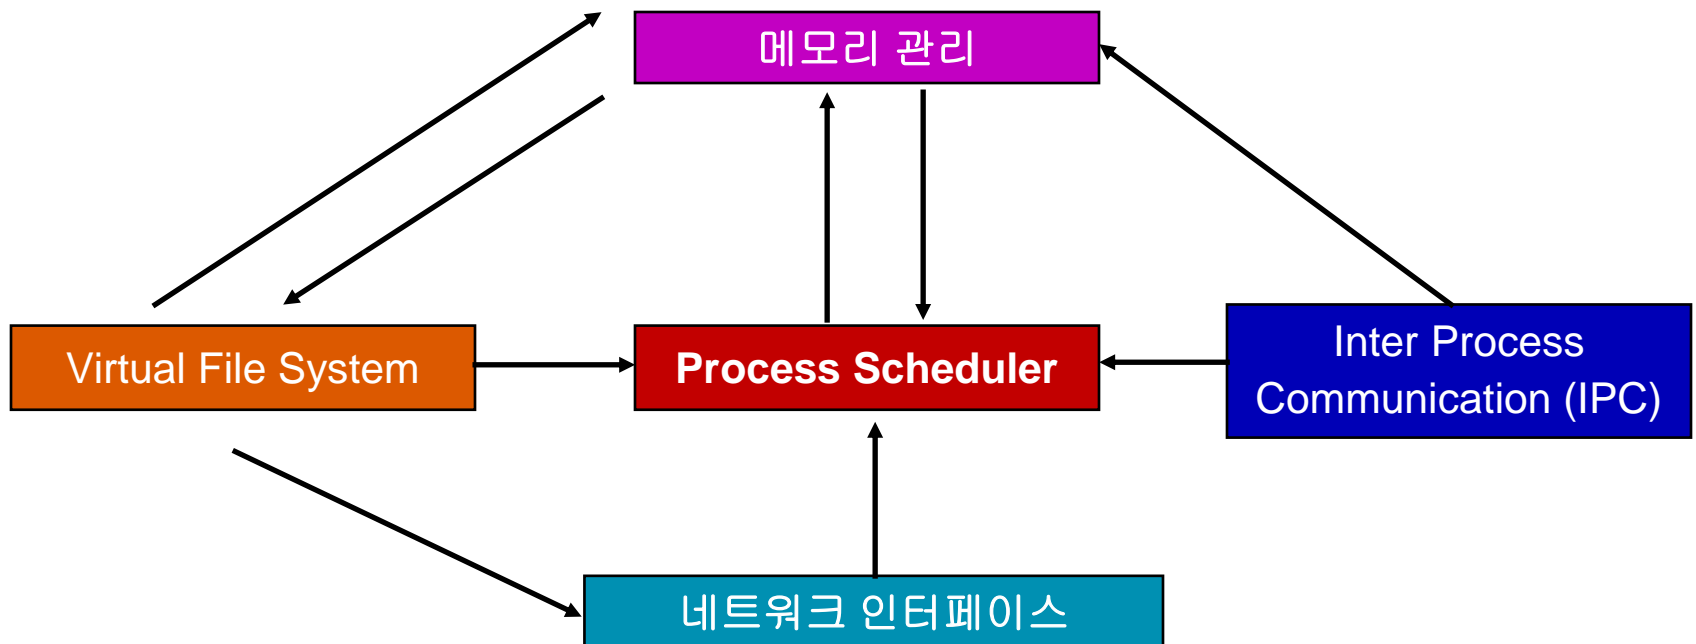 메모리 관리
Virtual File System
Process Scheduler
Inter Process
Communication (IPC)
네트워크 인터페이스